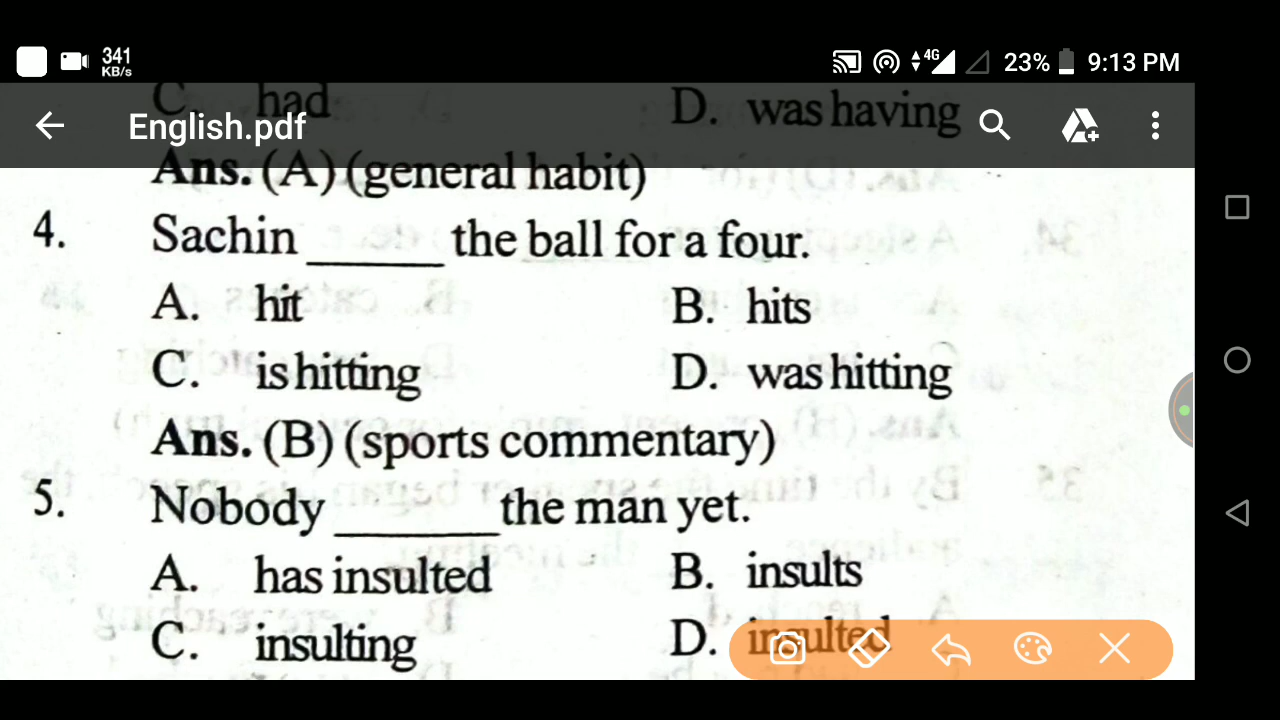 341
KB/s
4G
23%
9:13 PM
C. had
D. was having
English.pdf
Ans. (A) (general habit)
4. Sachin ______ the ball for a four.
A. hit
B. hits
C. is hitting
D. was hitting
Ans. (B) (sports commentary)
5. Nobody ______ the man yet.
A. has insulted
B. insults
C. insulting
D. insulted